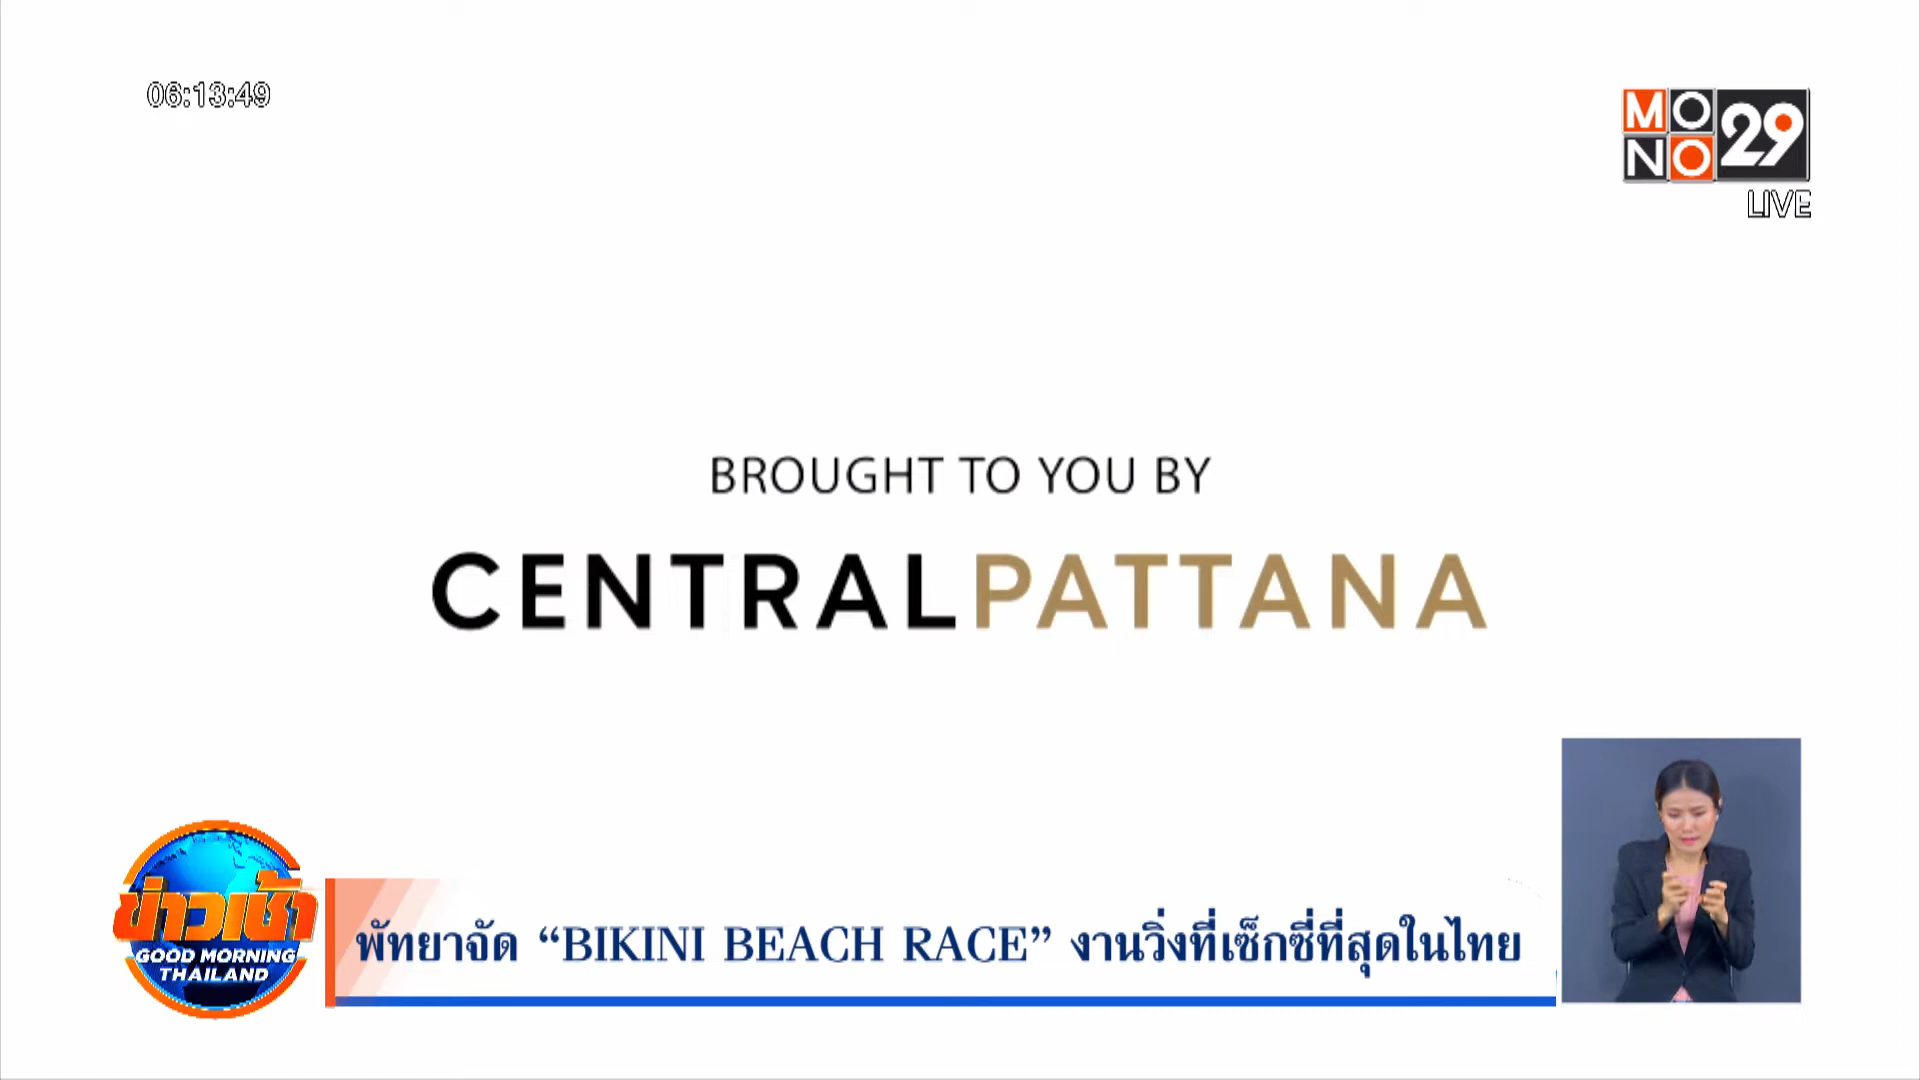 06:13:49
MONO 29
LIVE
BROUGHT TO YOU BY
CENTRALPATTANA
ข่าวเช้า
GOOD MORNING
THAILAND
พัทยาจัด “BIKINI BEACH RACE” งานวิ่งที่เซ็กซี่ที่สุดในไทย